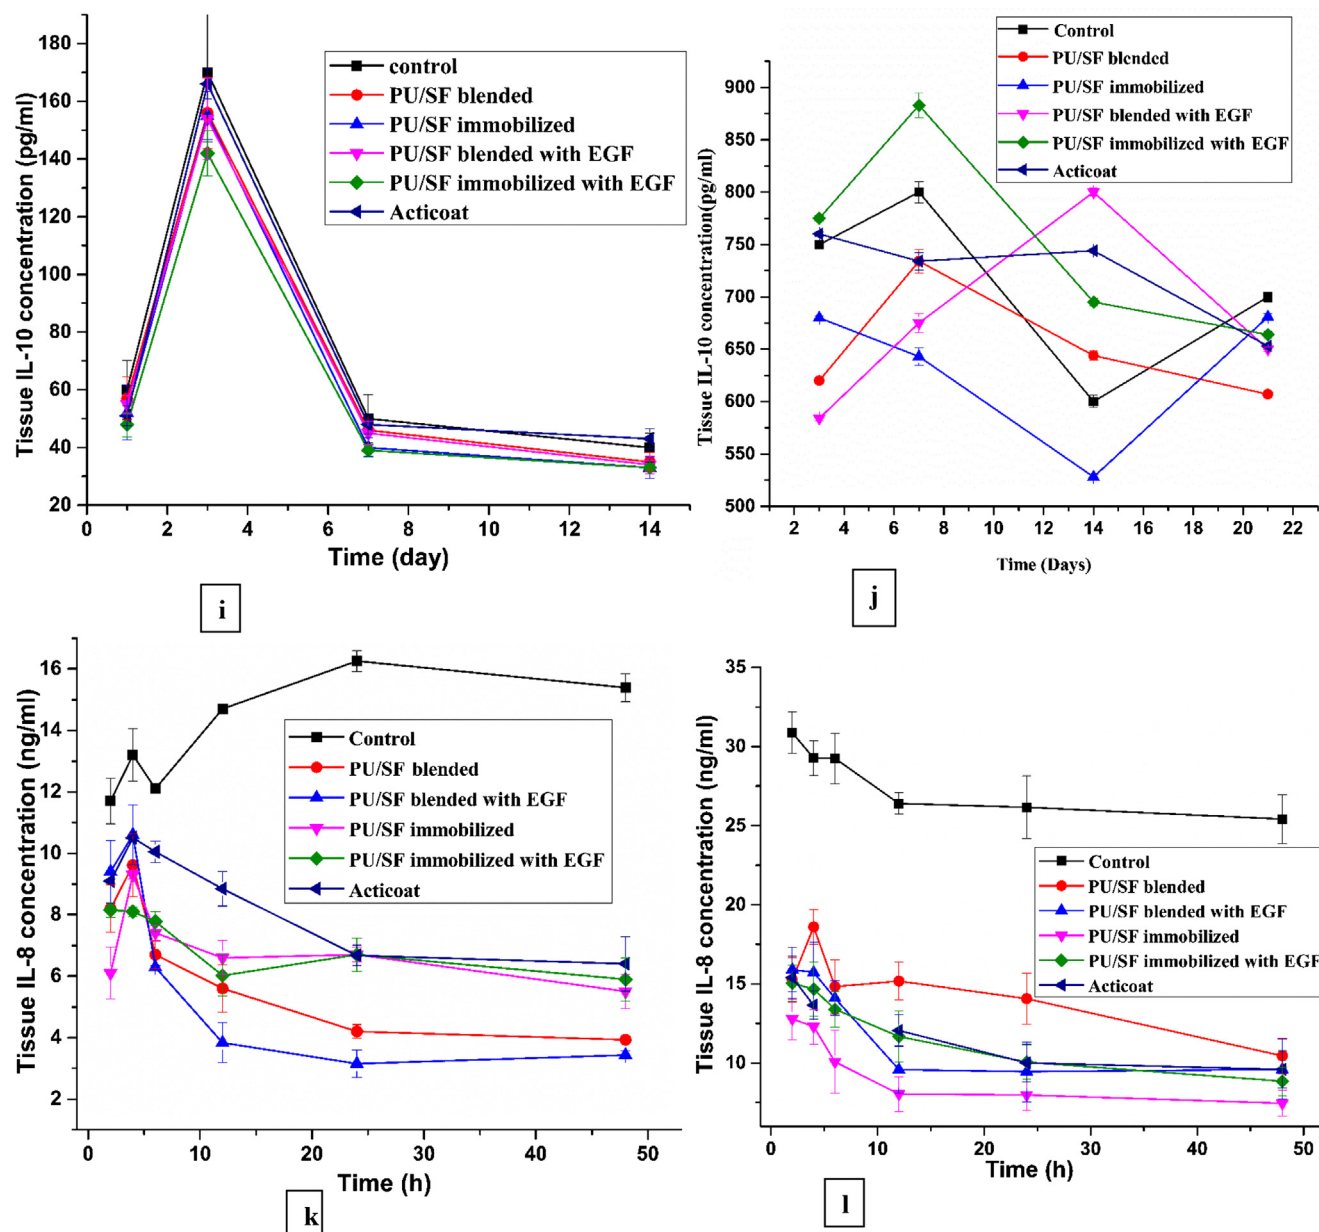 Tissue IL-10 concentration (pg/ml)
180
160
140
120
100
80
60
40
20
0
2
4
6
8
10
12
14
Time (day)
control
PU/SF blended
PU/SF immobilized
PU/SF blended with EGF
PU/SF immobilized with EGF
Acticoat
i
Tissue IL-10 concentration(pg/ml)
900
850
800
750
700
650
600
550
500
2
4
6
8
10
12
14
16
18
20
22
Time (Days)
Control
PU/SF blended
PU/SF immobilized
PU/SF blended with EGF
PU/SF immobilized with EGF
Acticoat
j
Tissue IL-8 concentration (ng/ml)
16
14
12
10
8
6
4
2
0
10
20
30
40
50
Time (h)
Control
PU/SF blended
PU/SF blended with EGF
PU/SF immobilized
PU/SF immobilized with EGF
Acticoat
k
Tissue IL-8 concentration (ng/ml)
35
30
25
20
15
10
0
10
20
30
40
50
Time (h)
Control
PU/SF blended
PU/SF blended with EGF
PU/SF immobilized
PU/SF immobilized with EGF
Acticoat
l